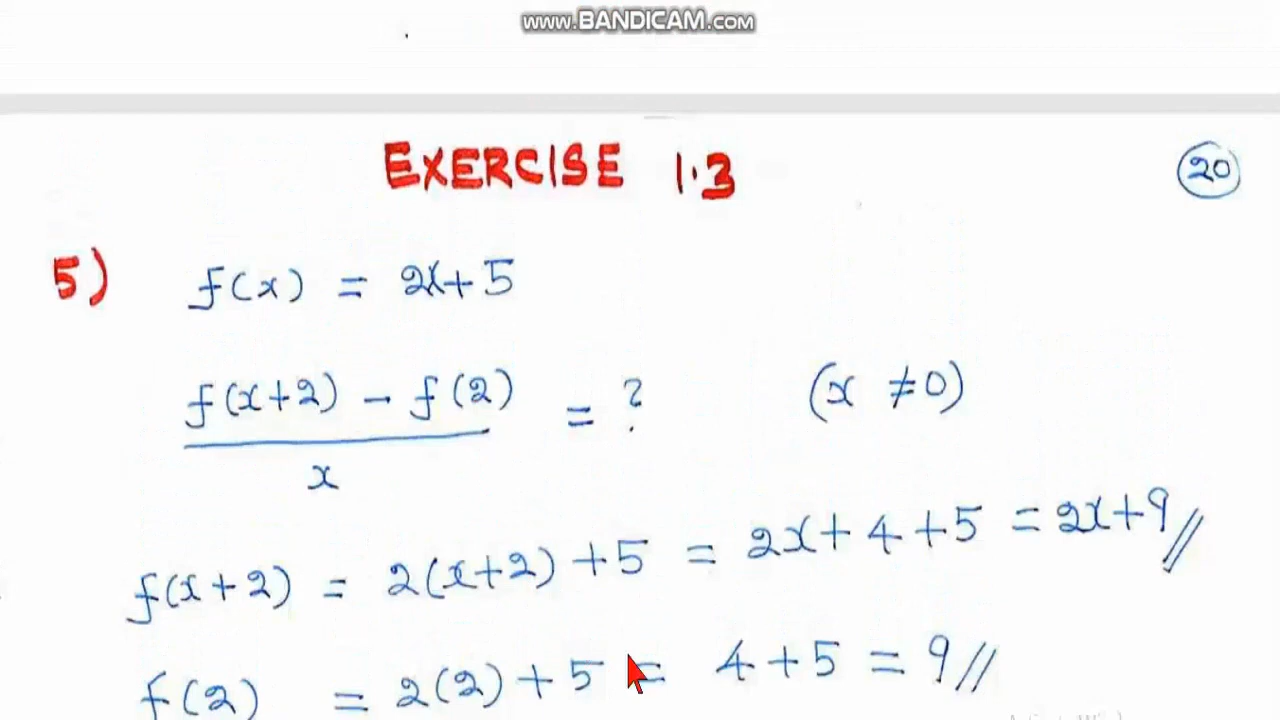 www.BANDICAM.com
EXERCISE 1.3
20
5) f(x) = 2x+5
f(x+2) - f(2) / x = ? (x ≠ 0)
f(x+2) = 2(x+2) + 5 = 2x + 4 + 5 = 2x + 9 //
f(2) = 2(2) + 5 = 4 + 5 = 9 //